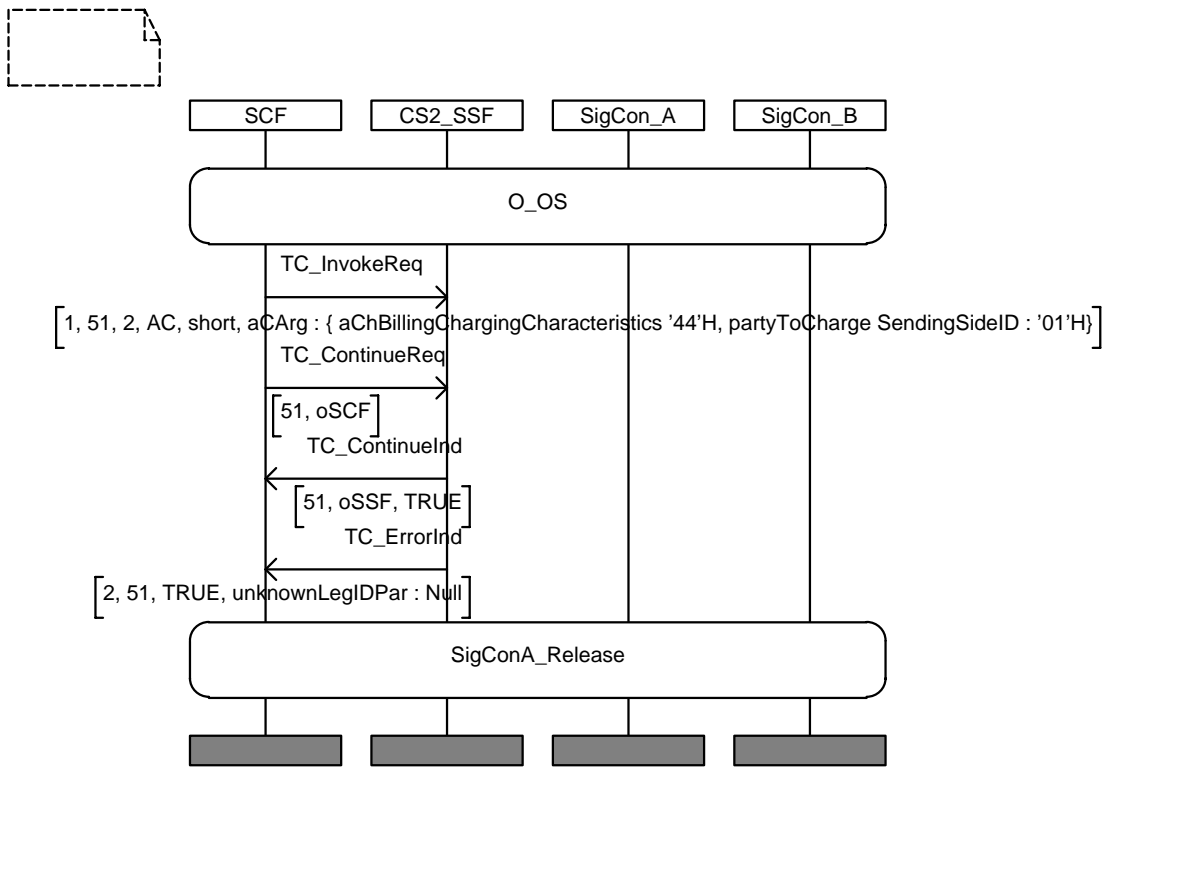 SCF CS2_SSF SigCon_A SigCon_B
O_OS
TC_InvokeReq
1, 51, 2, AC, short, aCArg : { aChBillingChargingCharacteristics ’44’H, partyToCharge SendingSideID : ’01’H}
TC_ContinueReq
51, oSCF
TC_ContinueInd
51, oSSF, TRUE
TC_ErrorInd
2, 51, TRUE, unknownLegIDPar : Null
SigConA_Release